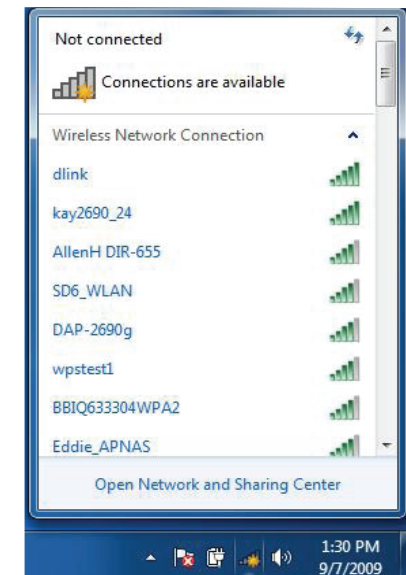 Not connected
Connections are available
Wireless Network Connection
dlink
kay2690_24
AllenH DIR-655
SD6_WLAN
DAP-2690g
wpstest1
BBIQ633304WPA2
Eddie_APNAS
Open Network and Sharing Center
1:30 PM
9/7/2009